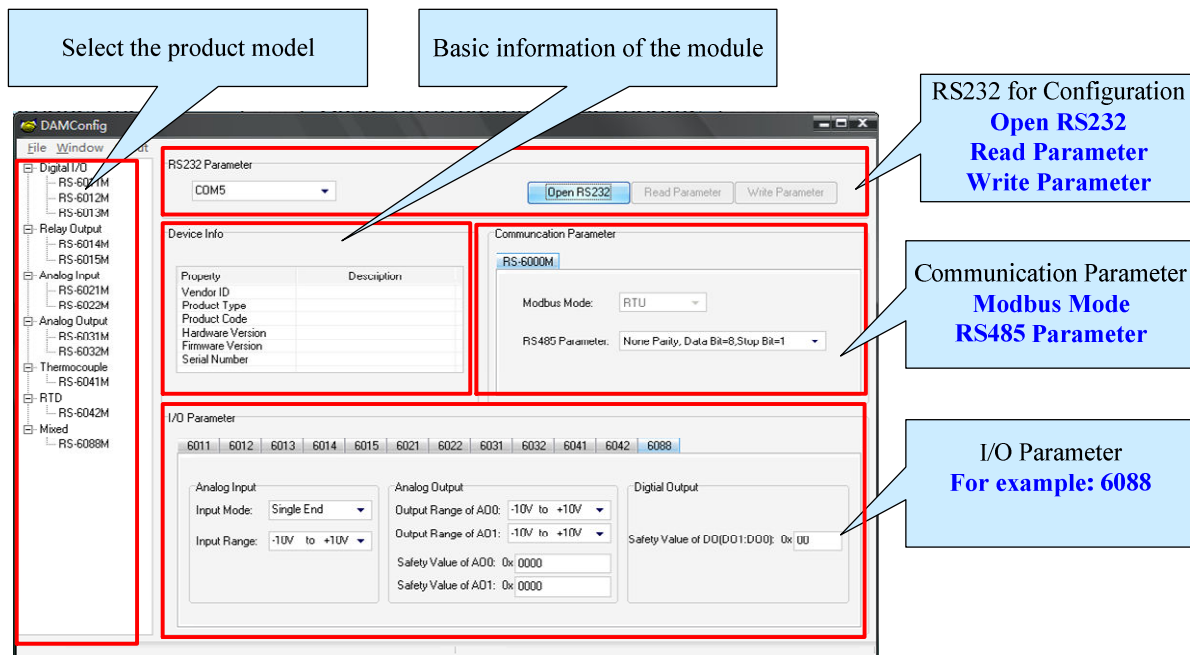 Select the product model
Basic information of the module
RS232 for Configuration
Open RS232
Read Parameter
Write Parameter
DAMConfig
File Window
Digital I/O
RS-6012M
RS-6013M
Relay Output
RS-6014M
RS-6015M
Analog Input
RS-6021M
RS-6022M
Analog Output
RS-6031M
RS-6032M
Thermocouple
RS-6041M
RTD
RS-6042M
Mixed
RS-6088M
RS232 Parameter
COM5
Open RS232 Read Parameter Write Parameter
Device Info
Property Description
Vendor ID
Product Type
Product Code
Hardware Version
Firmware Version
Serial Number
Communcation Parameter
RS-6000M
Modbus Mode: RTU
RS485 Parameter: None Parity, Data Bit=8,Stop Bit=1
Communication Parameter
Modbus Mode
RS485 Parameter
I/O Parameter
6011 6012 6013 6014 6015 6021 6022 6031 6032 6041 6042 6088
Analog Input
Input Mode: Single End
Input Range: -10V to +10V
Analog Output
Output Range of AO0: -10V to +10V
Output Range of AO1: -10V to +10V
Safety Value of AO0: 0x 0000
Safety Value of AO1: 0x 0000
Digtial Output
Safety Value of DO(DO1:DO0): 0x 00
I/O Parameter
For example: 6088